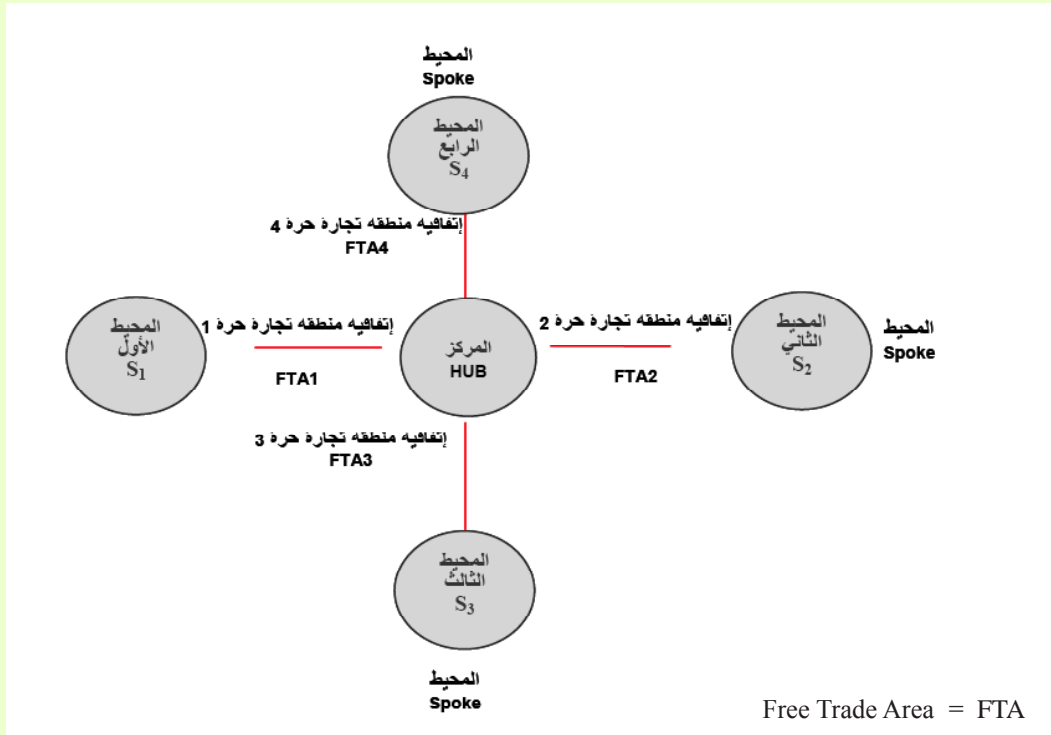 المحيط
Spoke
المحيط
الرابع
S4
إتفاقيه منطقه تجارة حرة 4
FTA4
المحيط
الأول
S1
إتفاقيه منطقه تجارة حرة 1
FTA1
المركز
HUB
إتفاقيه منطقه تجارة حرة 2
FTA2
المحيط
الثاني
S2
المحيط
Spoke
إتفاقيه منطقه تجارة حرة 3
FTA3
المحيط
الثالث
S3
المحيط
Spoke
Free Trade Area = FTA